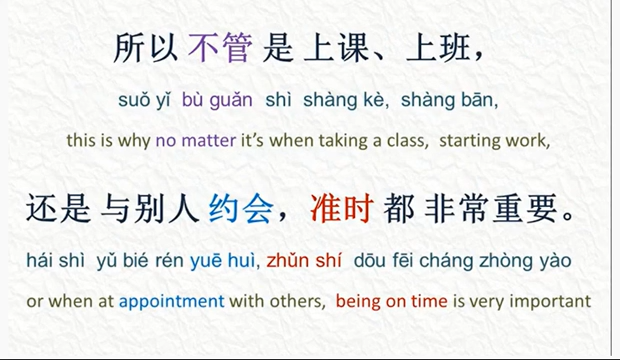 所以 不管 是 上课、上班，
suǒ yǐ bù guǎn shì shàng kè, shàng bān,
this is why no matter it's when taking a class, starting work,
还是 与别人 约会，准时 都 非常重要。
hái shì yǔ bié rén yuē huì, zhǔn shí dōu fēi cháng zhòng yào
or when at appointment with others, being on time is very important